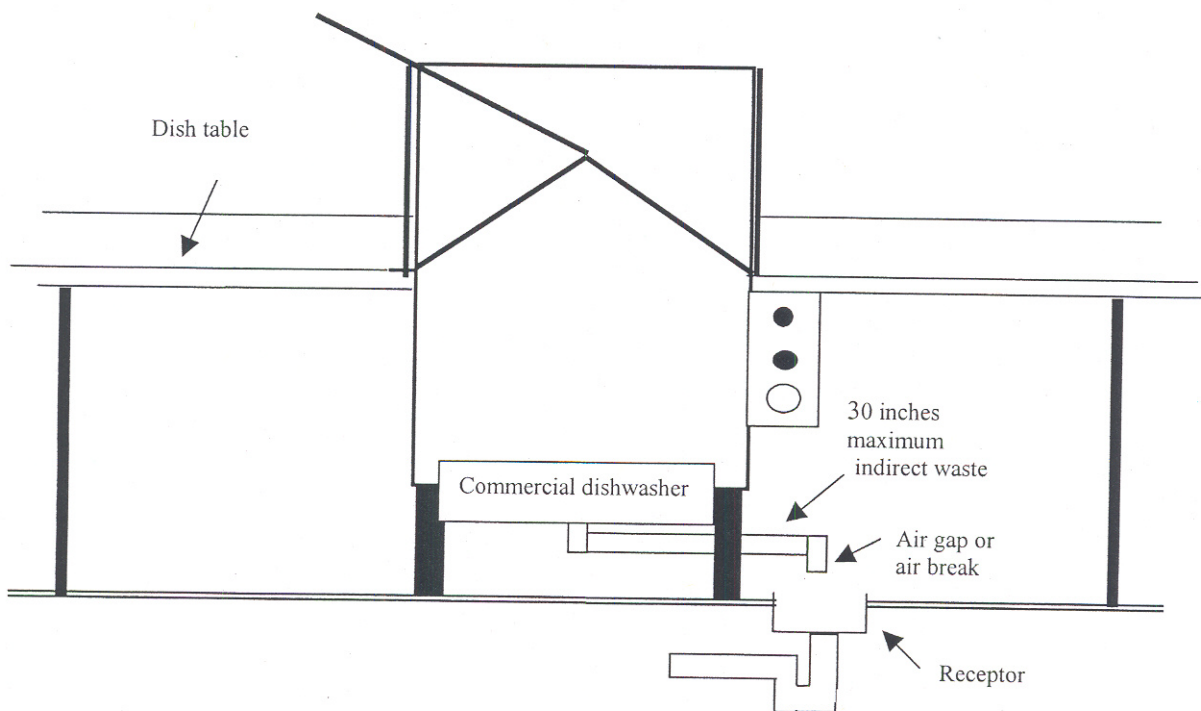 Dish table
30 inches
maximum
indirect waste
Commercial dishwasher
Air gap or
air break
Receptor